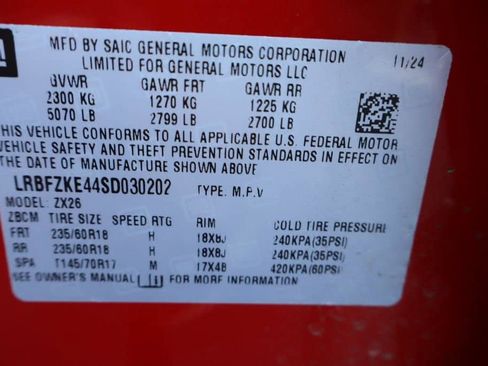 GM
MFD BY SAIC GENERAL MOTORS CORPORATION
LIMITED FOR GENERAL MOTORS LLC 11/24
GVWR GAWR FRT GAWR RR
2300 KG 1270 KG 1225 KG
5070 LB 2799 LB 2700 LB
THIS VEHICLE CONFORMS TO ALL APPLICABLE U.S. FEDERAL MOTOR
VEHICLE SAFETY AND THEFT PREVENTION STANDARDS IN EFFECT ON
THE DATE OF MANUFACTURE SHOWN ABOVE
LRBFZKE44SD030202 TYPE: M.P.V
MODEL: ZX26
ZBCM TIRE SIZE SPEED RTG RIM COLD TIRE PRESSURE
FRT 235/60R18 H 18X8J 240KPA(35PSI)
RR 235/60R18 H 18X8J 240KPA(35PSI)
SPA T145/70R17 M 17X4B 420KPA(60PSI)
SEE OWNER'S MANUAL FOR MORE INFORMATION